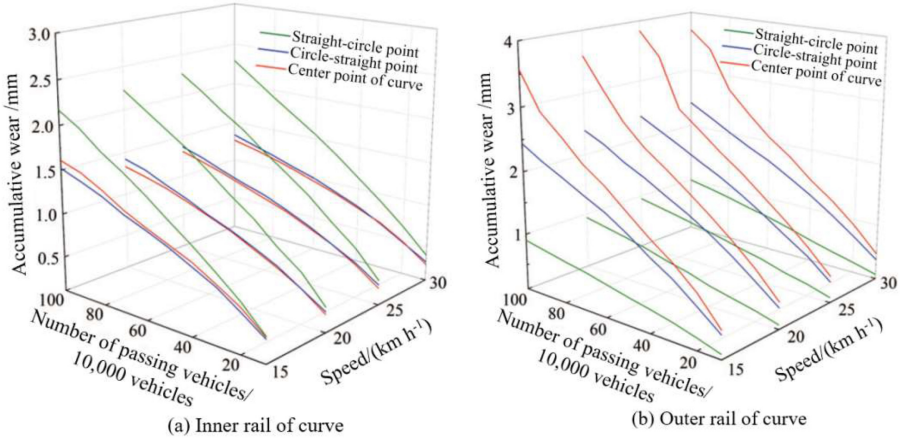 3.0
2.5
2.0
1.5
1.0
0.5
Accumulative wear /mm
Straight-circle point
Circle-straight point
Center point of curve
100
80
60
40
20
Number of passing vehicles/
10,000 vehicles
15
20
25
30
Speed/(km h⁻¹)
(a) Inner rail of curve
4
3
2
1
Accumulative wear /mm
Straight-circle point
Circle-straight point
Center point of curve
100
80
60
40
20
Number of passing vehicles/
10,000 vehicles
15
20
25
30
Speed/(km h⁻¹)
(b) Outer rail of curve